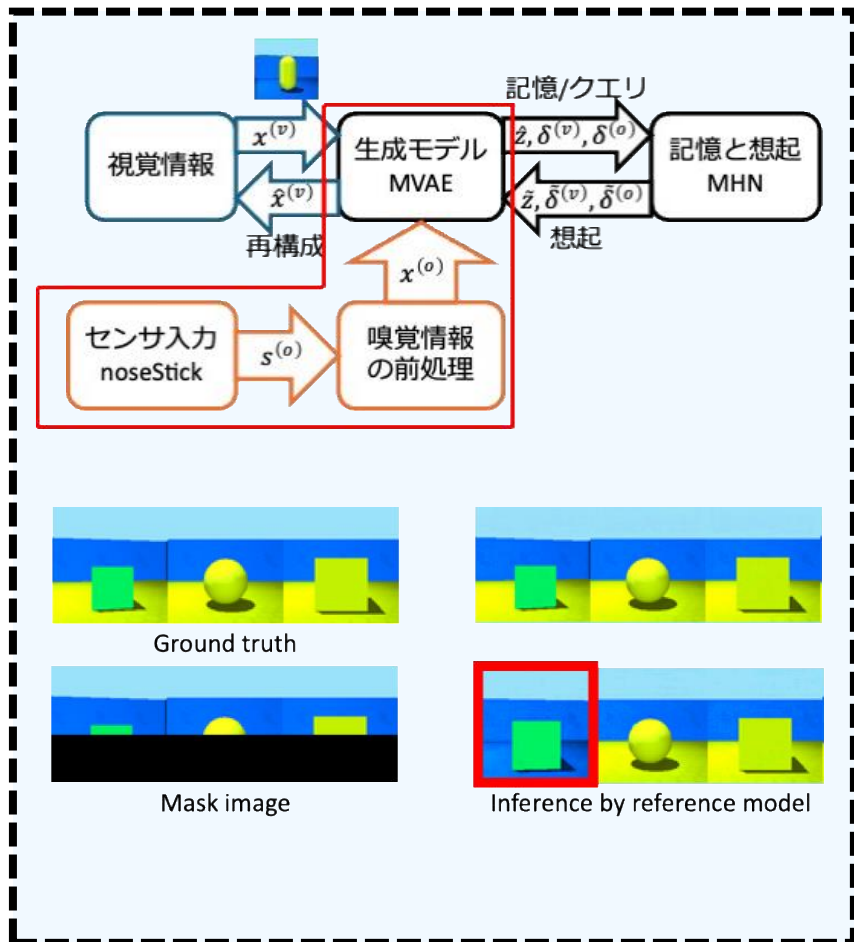 記憶/クエリ
視覚情報
x^(v)
x̂^(v)
再構成
生成モデル
MVAE
ẑ, δ^(v), δ^(o)
z̃, δ̃^(v), δ̃^(o)
想起
記憶と想起
MHN
x^(o)
センサ入力
noseStick
s^(o)
嗅覚情報
の前処理
Ground truth
Mask image
Inference by reference model